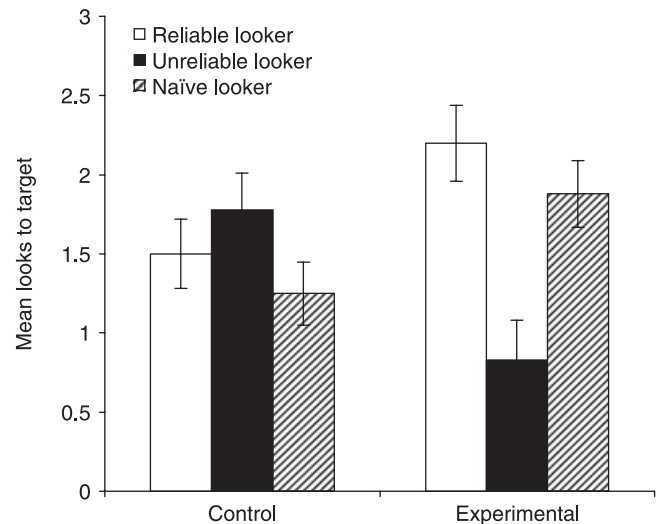 3
Reliable looker
Unreliable looker
Naïve looker
2.5
2
1.5
1
0.5
0
Mean looks to target
Control
Experimental